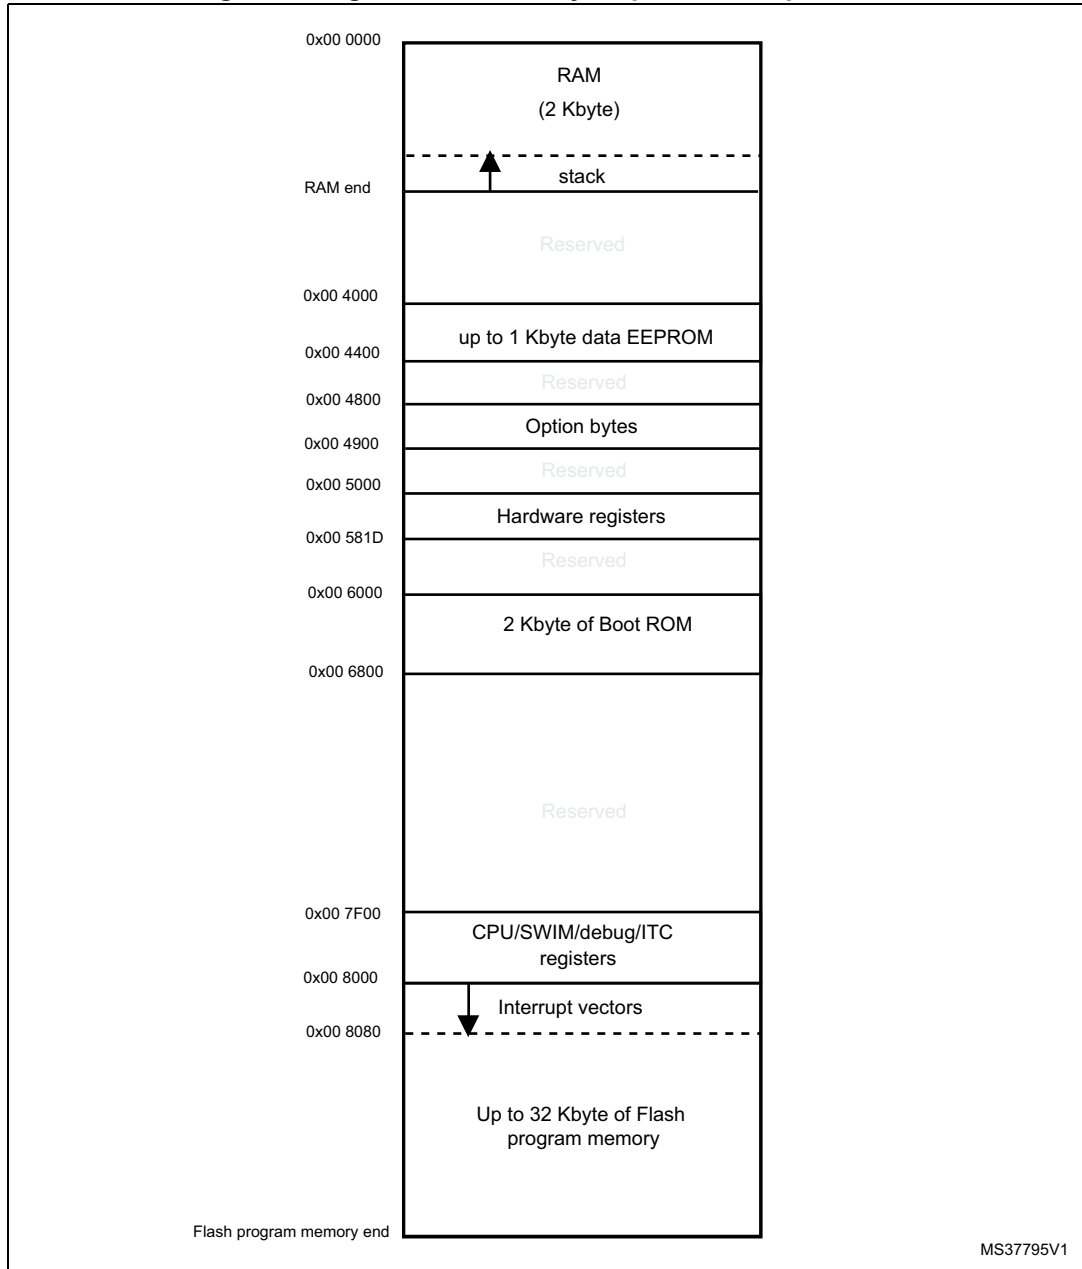 0x00 0000
RAM
(2 Kbyte)
stack
RAM end
Reserved
0x00 4000
up to 1 Kbyte data EEPROM
0x00 4400
Reserved
0x00 4800
Option bytes
0x00 4900
Reserved
0x00 5000
Hardware registers
0x00 581D
Reserved
0x00 6000
2 Kbyte of Boot ROM
0x00 6800
Reserved
0x00 7F00
CPU/SWIM/debug/ITC
registers
0x00 8000
Interrupt vectors
0x00 8080
Up to 32 Kbyte of Flash
program memory
Flash program memory end
MS37795V1